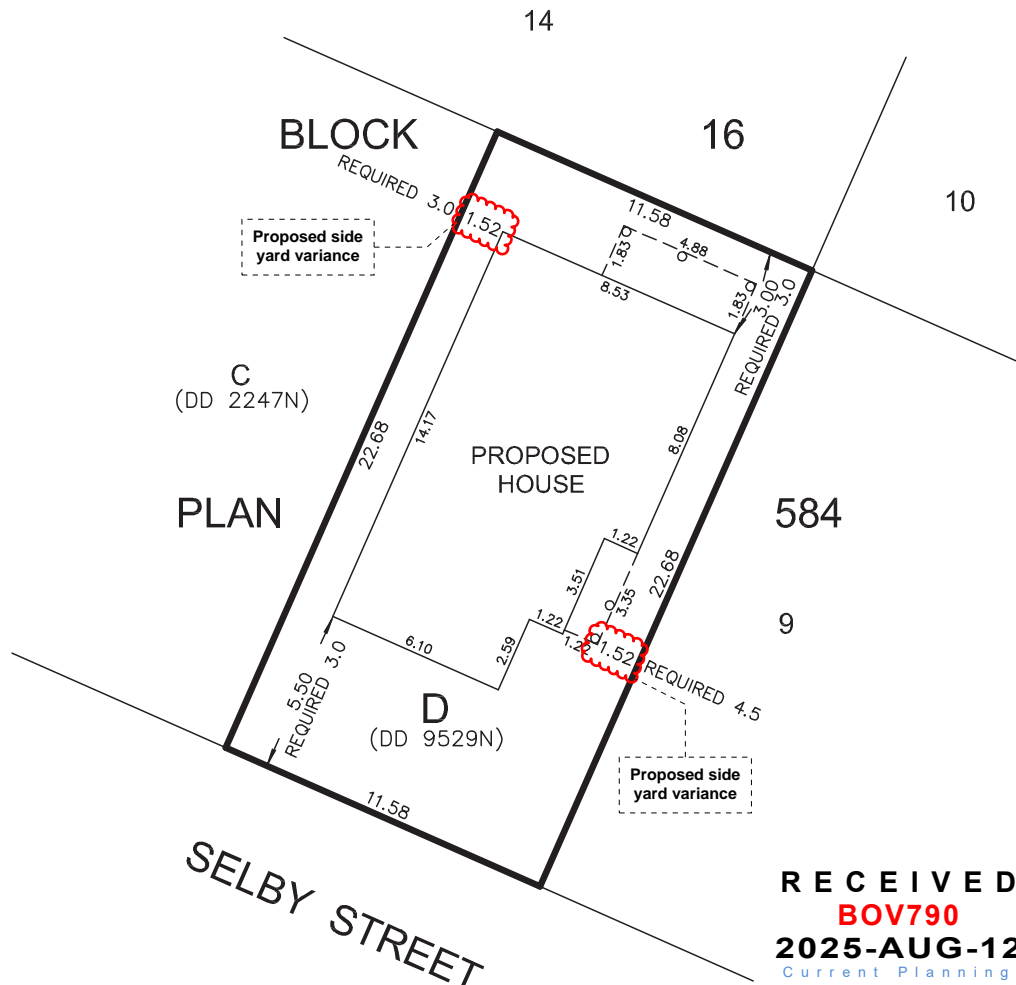 14
BLOCK
16
REQUIRED 3.0
1.52
Proposed side
yard variance
11.58
10
1.83
4.88
8.53
1.83
3.00
REQUIRED 3.0
C
(DD 2247N)
22.68
14.17
8.08
PROPOSED
HOUSE
PLAN
584
1.22
3.51
22.68
3.35
9
1.22
1.22
1.52
REQUIRED 4.5
6.10
2.59
5.50
REQUIRED 3.0
D
(DD 9529N)
Proposed side
yard variance
11.58
SELBY STREET
RECEIVED
BOV790
2025-AUG-12
Current Planning